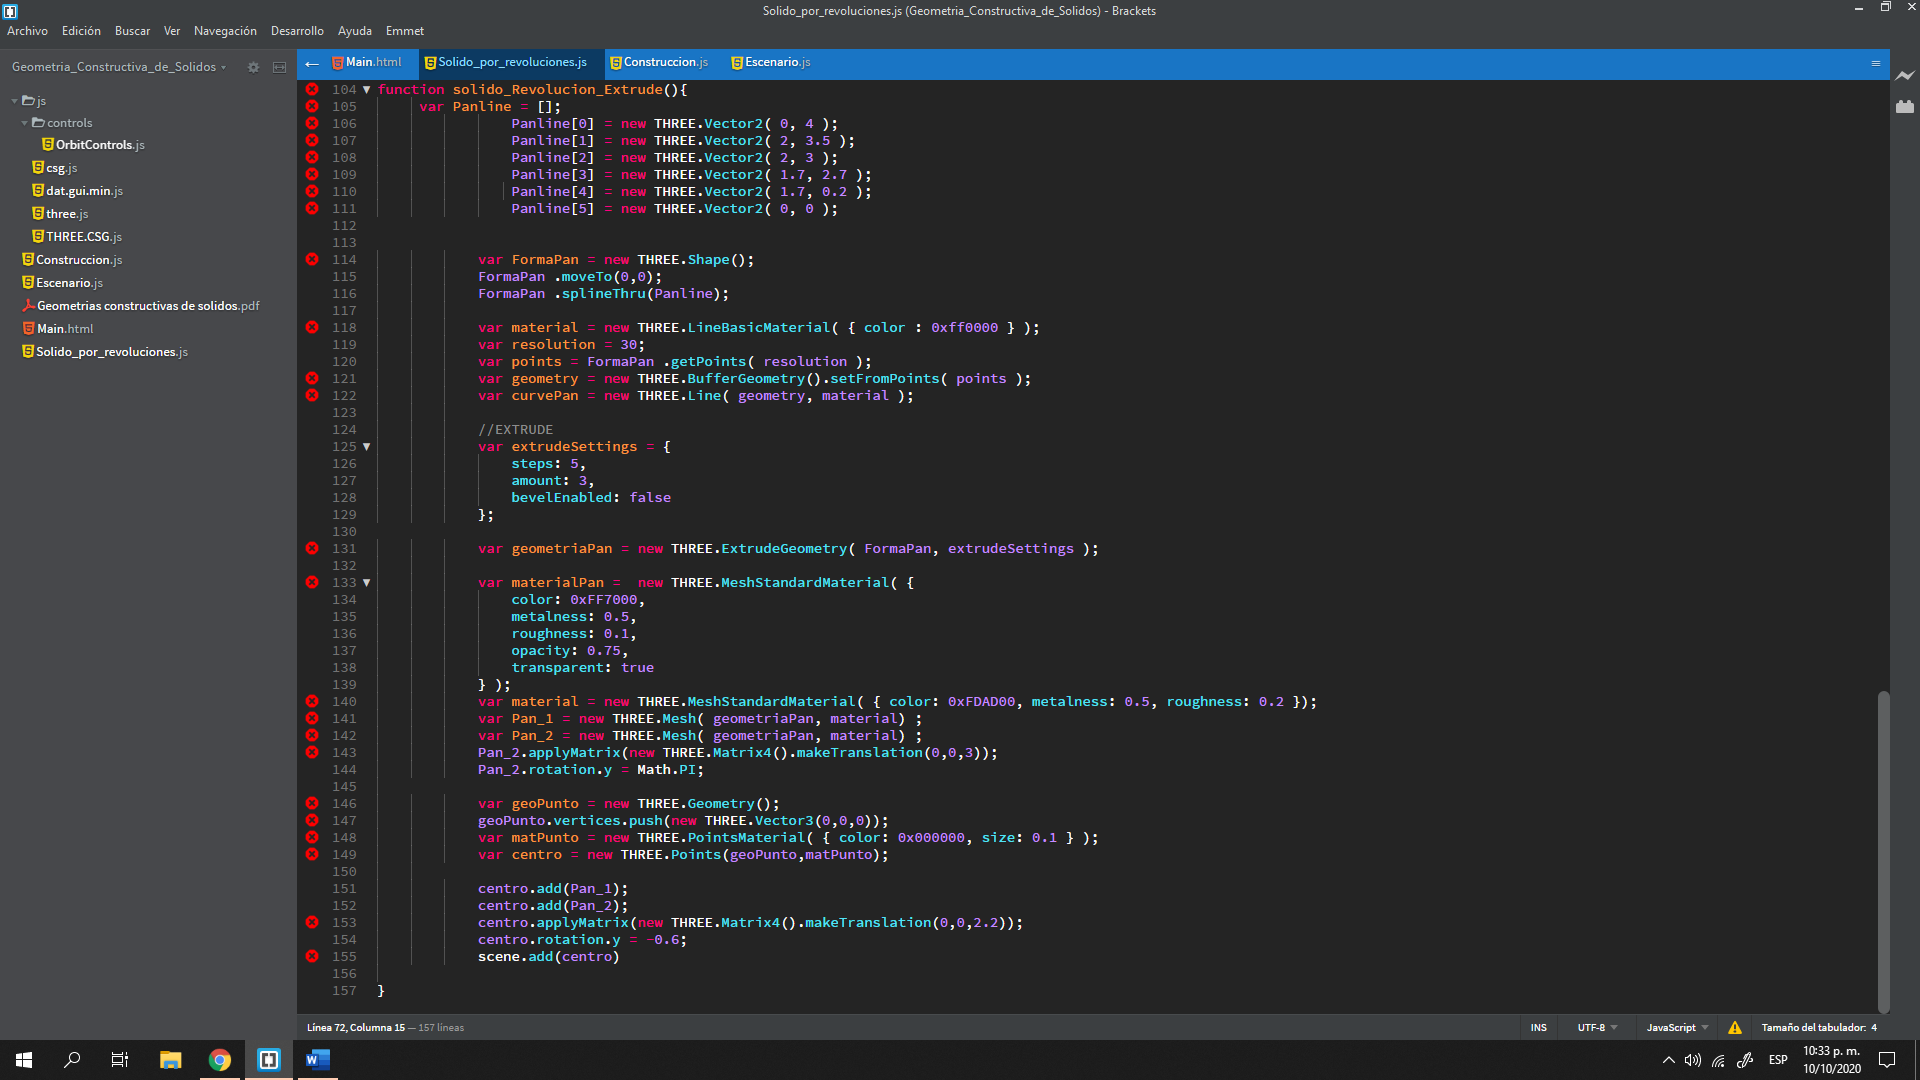 Solido_por_revoluciones.js (Geometria_Constructiva_de_Solidos) - Brackets
Archivo Edición Buscar Ver Navegación Desarrollo Ayuda Emmet
Geometria_Constructiva_de_Solidos
js
controls
OrbitControls.js
csg.js
dat.gui.min.js
three.js
THREE.CSG.js
Construccion.js
Escenario.js
Geometrias constructivas de solidos.pdf
Main.html
Solido_por_revoluciones.js
Main.html Solido_por_revoluciones.js Construccion.js Escenario.js
104 function solido_Revolucion_Extrude(){
105 var Panline = [];
106 Panline[0] = new THREE.Vector2( 0, 4 );
107 Panline[1] = new THREE.Vector2( 2, 3.5 );
108 Panline[2] = new THREE.Vector2( 2, 3 );
109 Panline[3] = new THREE.Vector2( 1.7, 2.7 );
110 Panline[4] = new THREE.Vector2( 1.7, 0.2 );
111 Panline[5] = new THREE.Vector2( 0, 0 );
112
113
114 var FormaPan = new THREE.Shape();
115 FormaPan .moveTo(0,0);
116 FormaPan .splineThru(Panline);
117
118 var material = new THREE.LineBasicMaterial( { color : 0xff0000 } );
119 var resolution = 30;
120 var points = FormaPan .getPoints( resolution );
121 var geometry = new THREE.BufferGeometry().setFromPoints( points );
122 var curvePan = new THREE.Line( geometry, material );
123
124 //EXTRUDE
125 var extrudeSettings = {
126 steps: 5,
127 amount: 3,
128 bevelEnabled: false
129 };
130
131 var geometriaPan = new THREE.ExtrudeGeometry( FormaPan, extrudeSettings );
132
133 var materialPan =  new THREE.MeshStandardMaterial( {
134 color: 0xFF7000,
135 metalness: 0.5,
136 roughness: 0.1,
137 opacity: 0.75,
138 transparent: true
139 } );
140 var material = new THREE.MeshStandardMaterial( { color: 0xFDAD00, metalness: 0.5, roughness: 0.2 });
141 var Pan_1 = new THREE.Mesh( geometriaPan, material) ;
142 var Pan_2 = new THREE.Mesh( geometriaPan, material) ;
143 Pan_2.applyMatrix(new THREE.Matrix4().makeTranslation(0,0,3));
144 Pan_2.rotation.y = Math.PI;
145
146 var geoPunto = new THREE.Geometry();
147 geoPunto.vertices.push(new THREE.Vector3(0,0,0));
148 var matPunto = new THREE.PointsMaterial( { color: 0x000000, size: 0.1 } );
149 var centro = new THREE.Points(geoPunto,matPunto);
150
151 centro.add(Pan_1);
152 centro.add(Pan_2);
153 centro.applyMatrix(new THREE.Matrix4().makeTranslation(0,0,2.2));
154 centro.rotation.y = -0.6;
155 scene.add(centro)
156
157 }
Línea 72, Columna 15 — 157 líneas INS UTF-8 JavaScript Tamaño del tabulador: 4
ESP
10:33 p. m.
10/10/2020